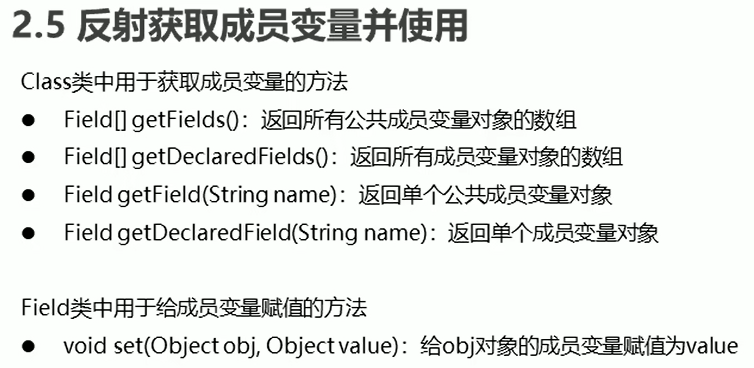 2.5 反射获取成员变量并使用
Class类中用于获取成员变量的方法
● Field[] getFields()：返回所有公共成员变量对象的数组
● Field[] getDeclaredFields()：返回所有成员变量对象的数组
● Field getField(String name)：返回单个公共成员变量对象
● Field getDeclaredField(String name)：返回单个成员变量对象
Field类中用于给成员变量赋值的方法
● void set(Object obj, Object value)：给obj对象的成员变量赋值为value